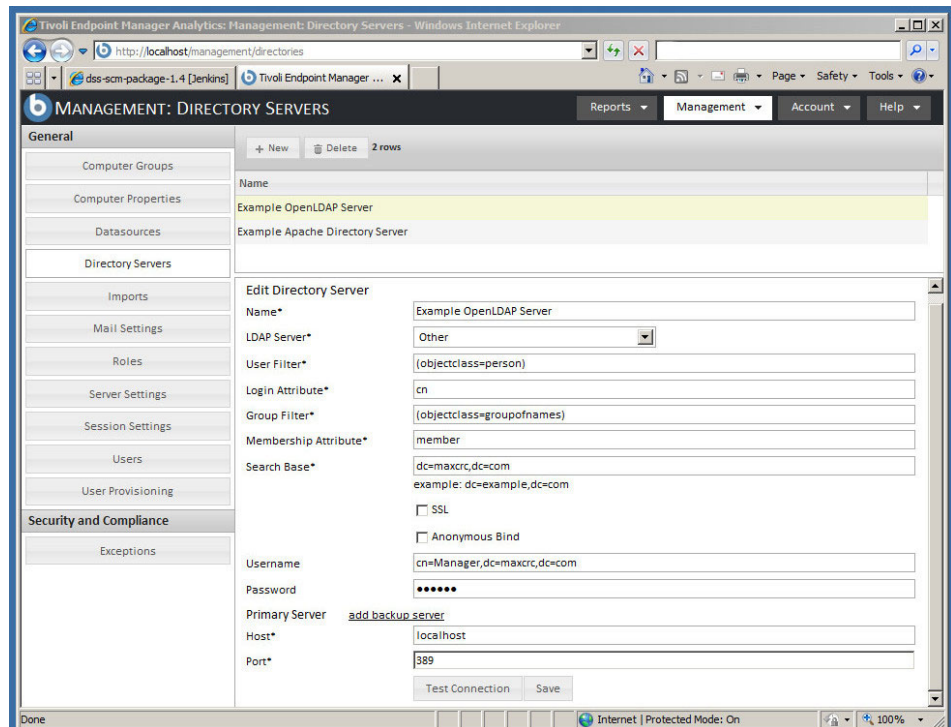 Tivoli Endpoint Manager Analytics: Management: Directory Servers - Windows Internet Explorer
http://localhost/management/directories
dss-scm-package-1.4 [Jenkins] Tivoli Endpoint Manager ... x Page Safety Tools
MANAGEMENT: DIRECTORY SERVERS Reports Management Account Help
General
Computer Groups
Computer Properties
Datasources
Directory Servers
Imports
Mail Settings
Roles
Server Settings
Session Settings
Users
User Provisioning
Security and Compliance
Exceptions
+ New Delete 2 rows
Name
Example OpenLDAP Server
Example Apache Directory Server
Edit Directory Server
Name* Example OpenLDAP Server
LDAP Server* Other
User Filter* (objectclass=person)
Login Attribute* cn
Group Filter* (objectclass=groupofnames)
Membership Attribute* member
Search Base* dc=maxcrc,dc=com
example: dc=example,dc=com
SSL
Anonymous Bind
Username cn=Manager,dc=maxcrc,dc=com
Password ••••••
Primary Server add backup server
Host* localhost
Port* 389
Test Connection Save
Done Internet | Protected Mode: On 100%